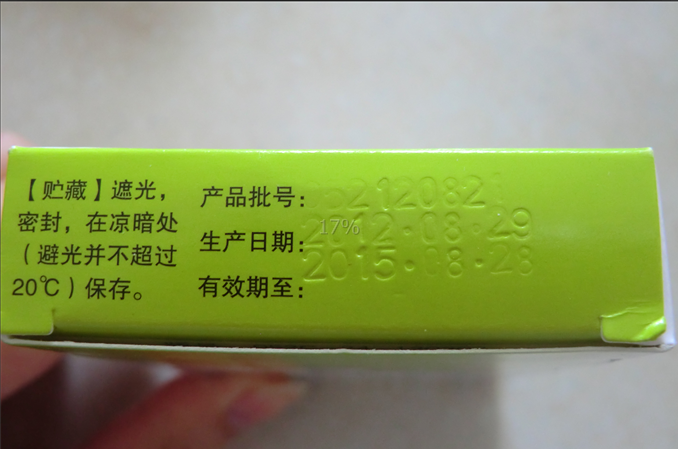 【贮藏】遮光，
密封，在凉暗处
（避光并不超过
20℃）保存。
产品批号：
生产日期：2012·08·29
有效期至：2015·08·28
17%